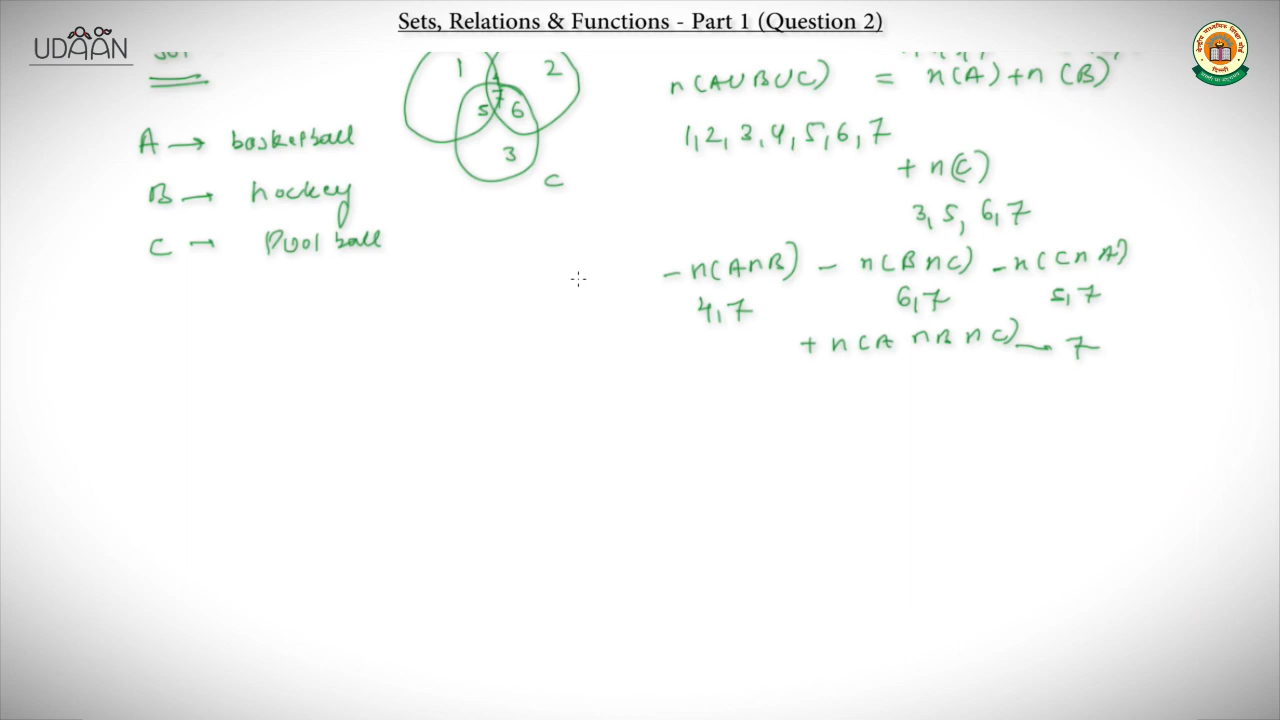 Sets, Relations & Functions - Part 1 (Question 2)
UDAAN
1 2
5 7 6
3
C
A → basketball
B → hockey
C → football
n(A∪B∪C) = n(A)+n(B)
1,2,3,4,5,6,7
+ n(C)
3,5,6,7
-n(A∩B) - n(B∩C) -n(C∩A)
4,7 6,7 5,7
+ n(A∩B∩C) → 7